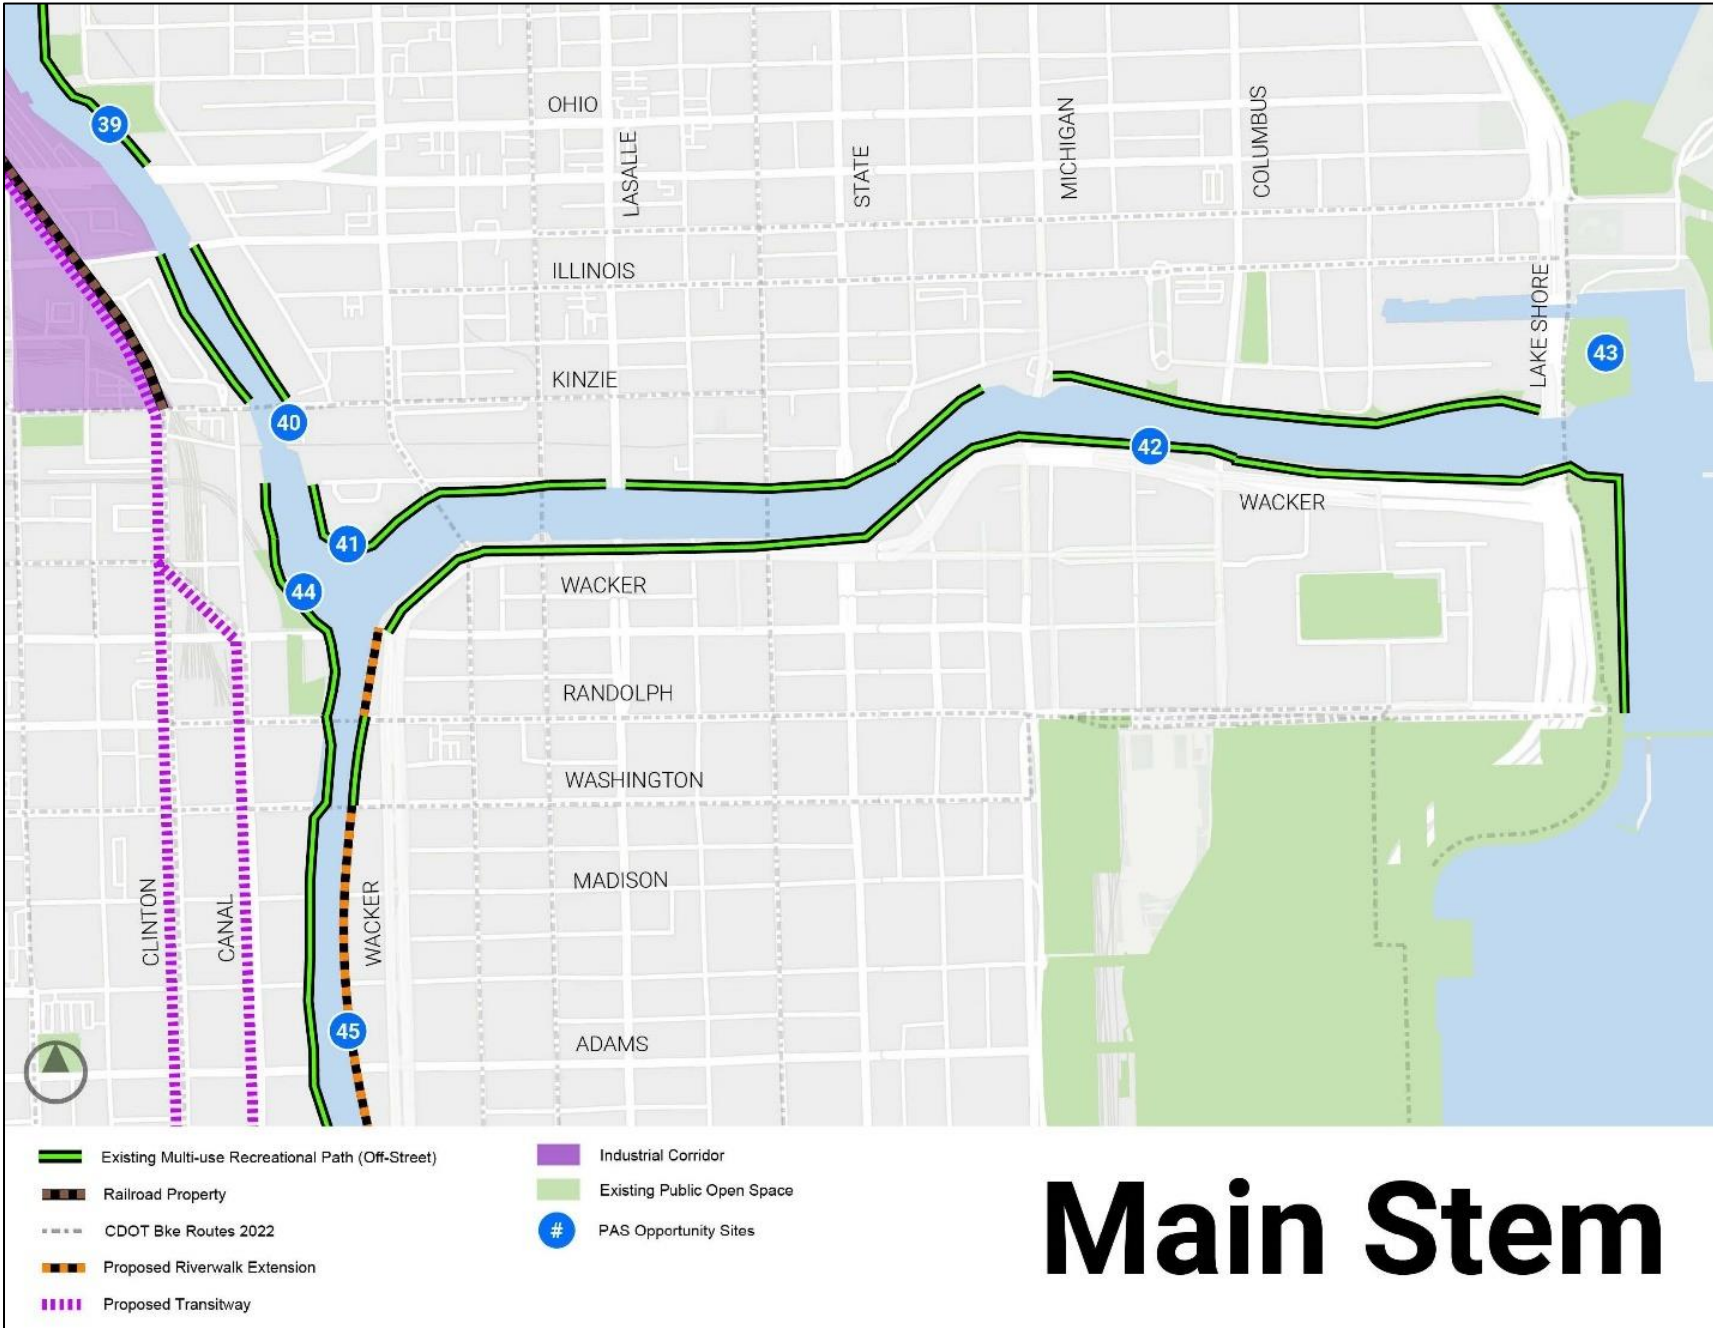 OHIO
LASALLE
STATE
MICHIGAN
COLUMBUS
39
ILLINOIS
LAKE SHORE
43
KINZIE
40
42
WACKER
41
44
WACKER
RANDOLPH
WASHINGTON
MADISON
CLINTON
CANAL
WACKER
45
ADAMS
Existing Multi-use Recreational Path (Off-Street)
Railroad Property
CDOT Bke Routes 2022
Proposed Riverwalk Extension
Proposed Transitway
Industrial Corridor
Existing Public Open Space
# PAS Opportunity Sites
Main Stem